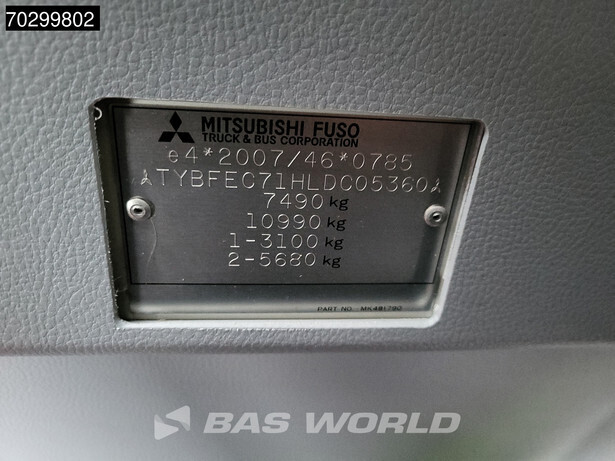 70299802
MITSUBISHI FUSO
TRUCK & BUS CORPORATION
e4*2007/46*0785
TYBFEC71HLDC05360
7490 kg
10990 kg
1-3100 kg
2-5680 kg
PART NO. MK481790
BAS WORLD